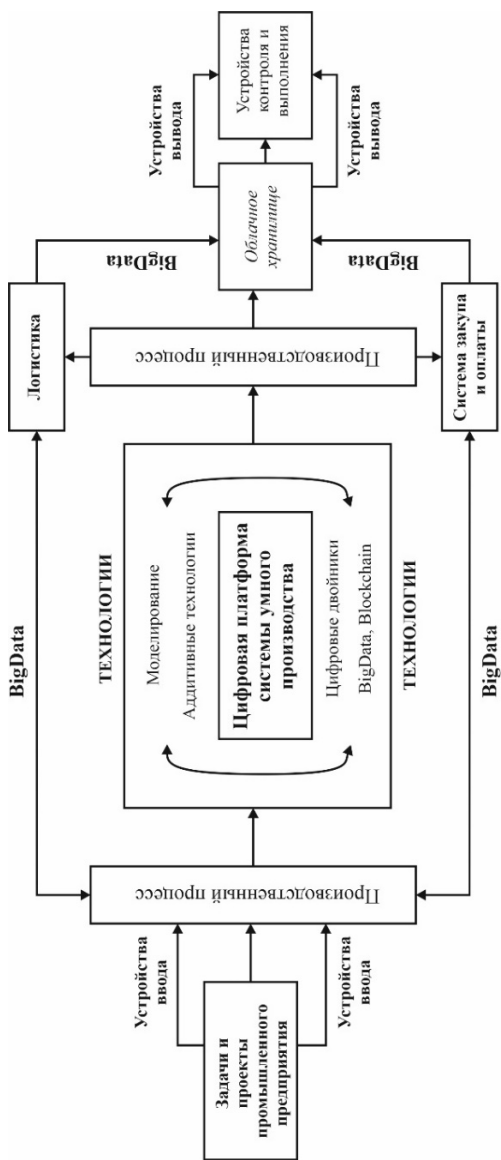 Задачи и
проекты
промышленного
предприятия
Устройства
ввода
Устройства
ввода
Производственный процесс
BigData
BigData
ТЕХНОЛОГИИ
Моделирование
Аддитивные технологии
Цифровая платформа
системы умного
производства
Цифровые двойники
BigData, Blockchain
ТЕХНОЛОГИИ
Производственный процесс
Логистика
Система закупа
и оплаты
BigData
BigData
Облачное
хранилище
Устройства
вывода
Устройства
вывода
Устройства
контроля и
выполнения